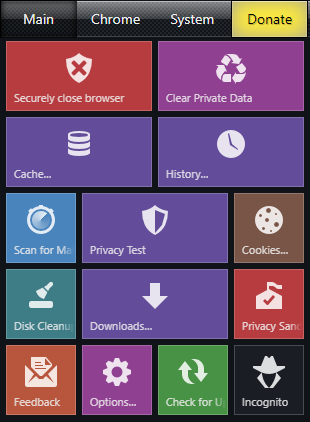 Main Chrome System Donate
Securely close browser Clear Private Data
Cache... History...
Scan for Ma Privacy Test Cookies...
Disk Cleanu Downloads... Privacy Sand
Feedback Options... Check for U Incognito